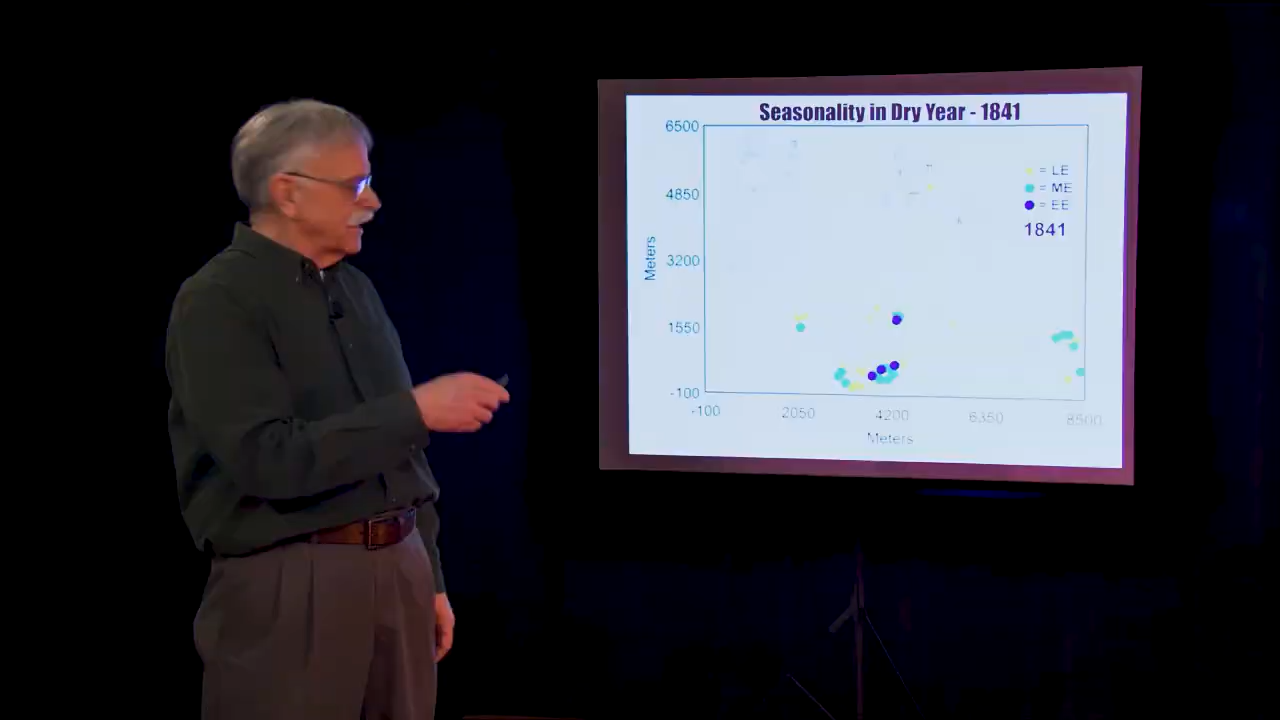 Seasonality in Dry Year - 1841
6500
4850
3200
1550
-100
Meters
-100 2050 4200 6350 8500
Meters
= LE
= ME
= EE
1841